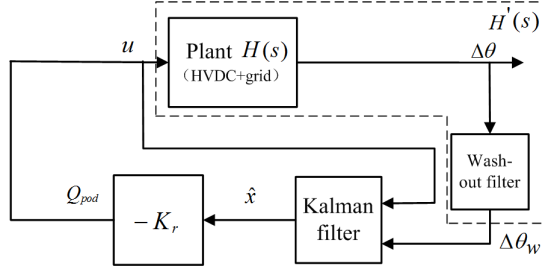 H'(s)
u
Plant H(s)
(HVDC+grid)
Δθ
Wash-
out filter
Q_pod
x̂
− K_r
Kalman
filter
Δθ_w